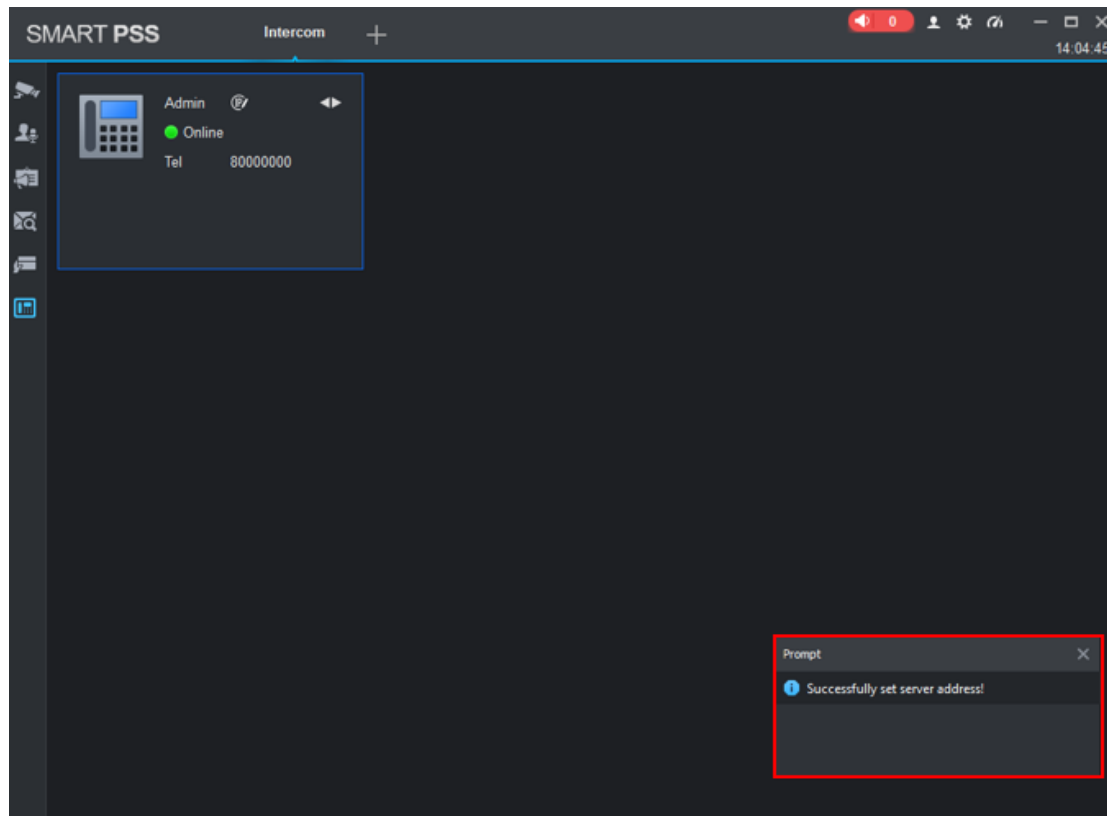 SMART PSS
Intercom
0
14:04:45
Admin
Online
Tel 80000000
Prompt
Successfully set server address!